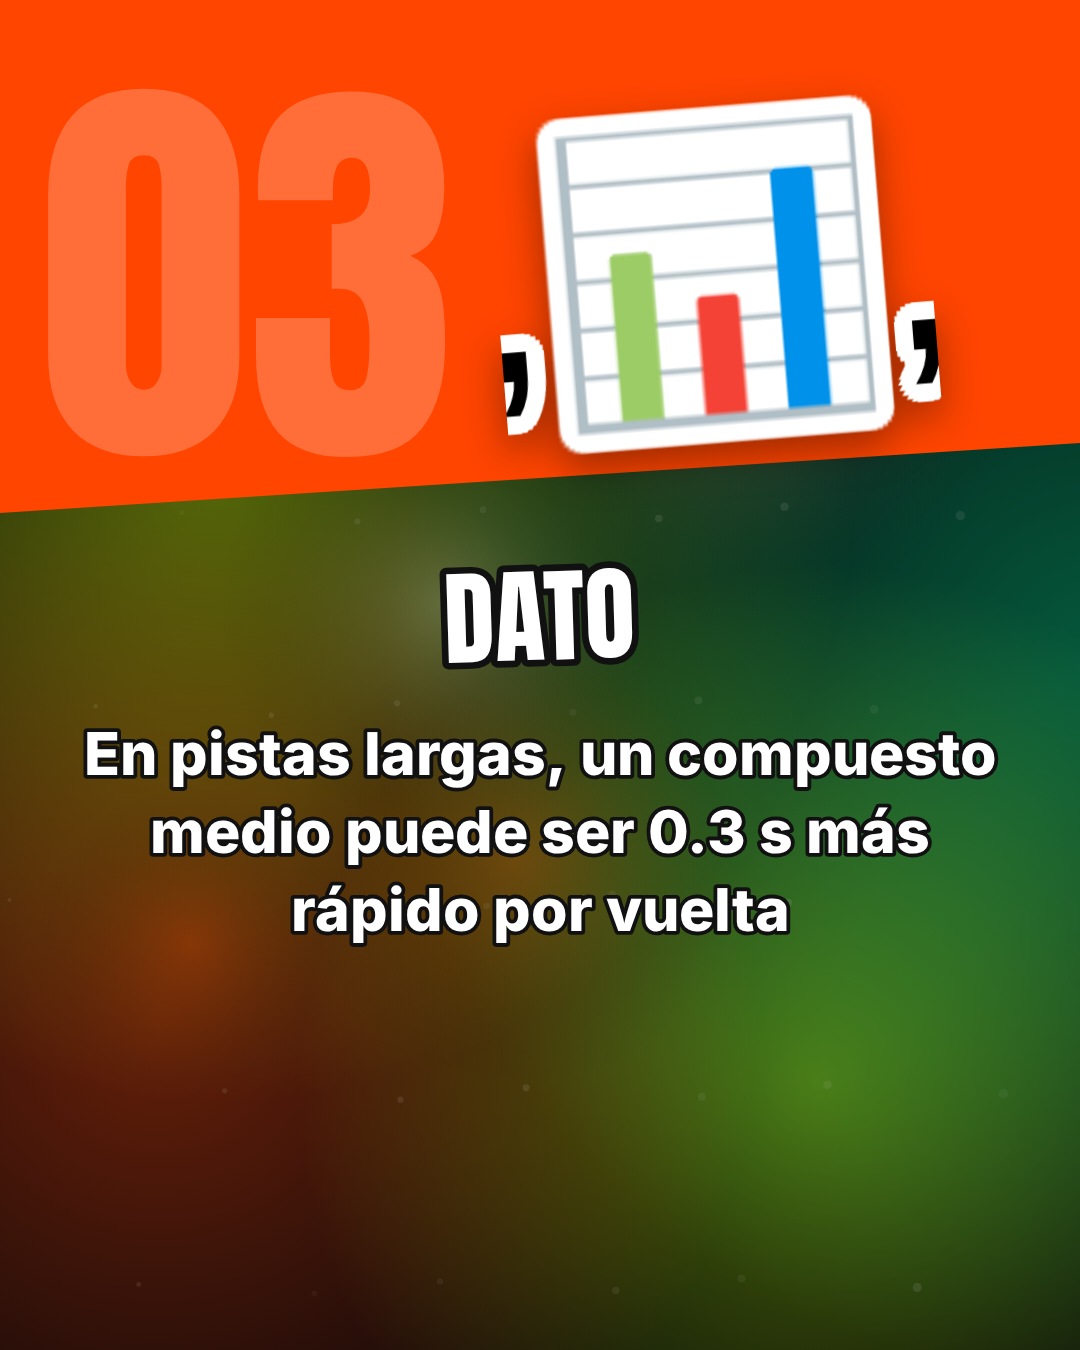 03
, ,
DATO
En pistas largas, un compuesto
medio puede ser 0.3 s más
rápido por vuelta